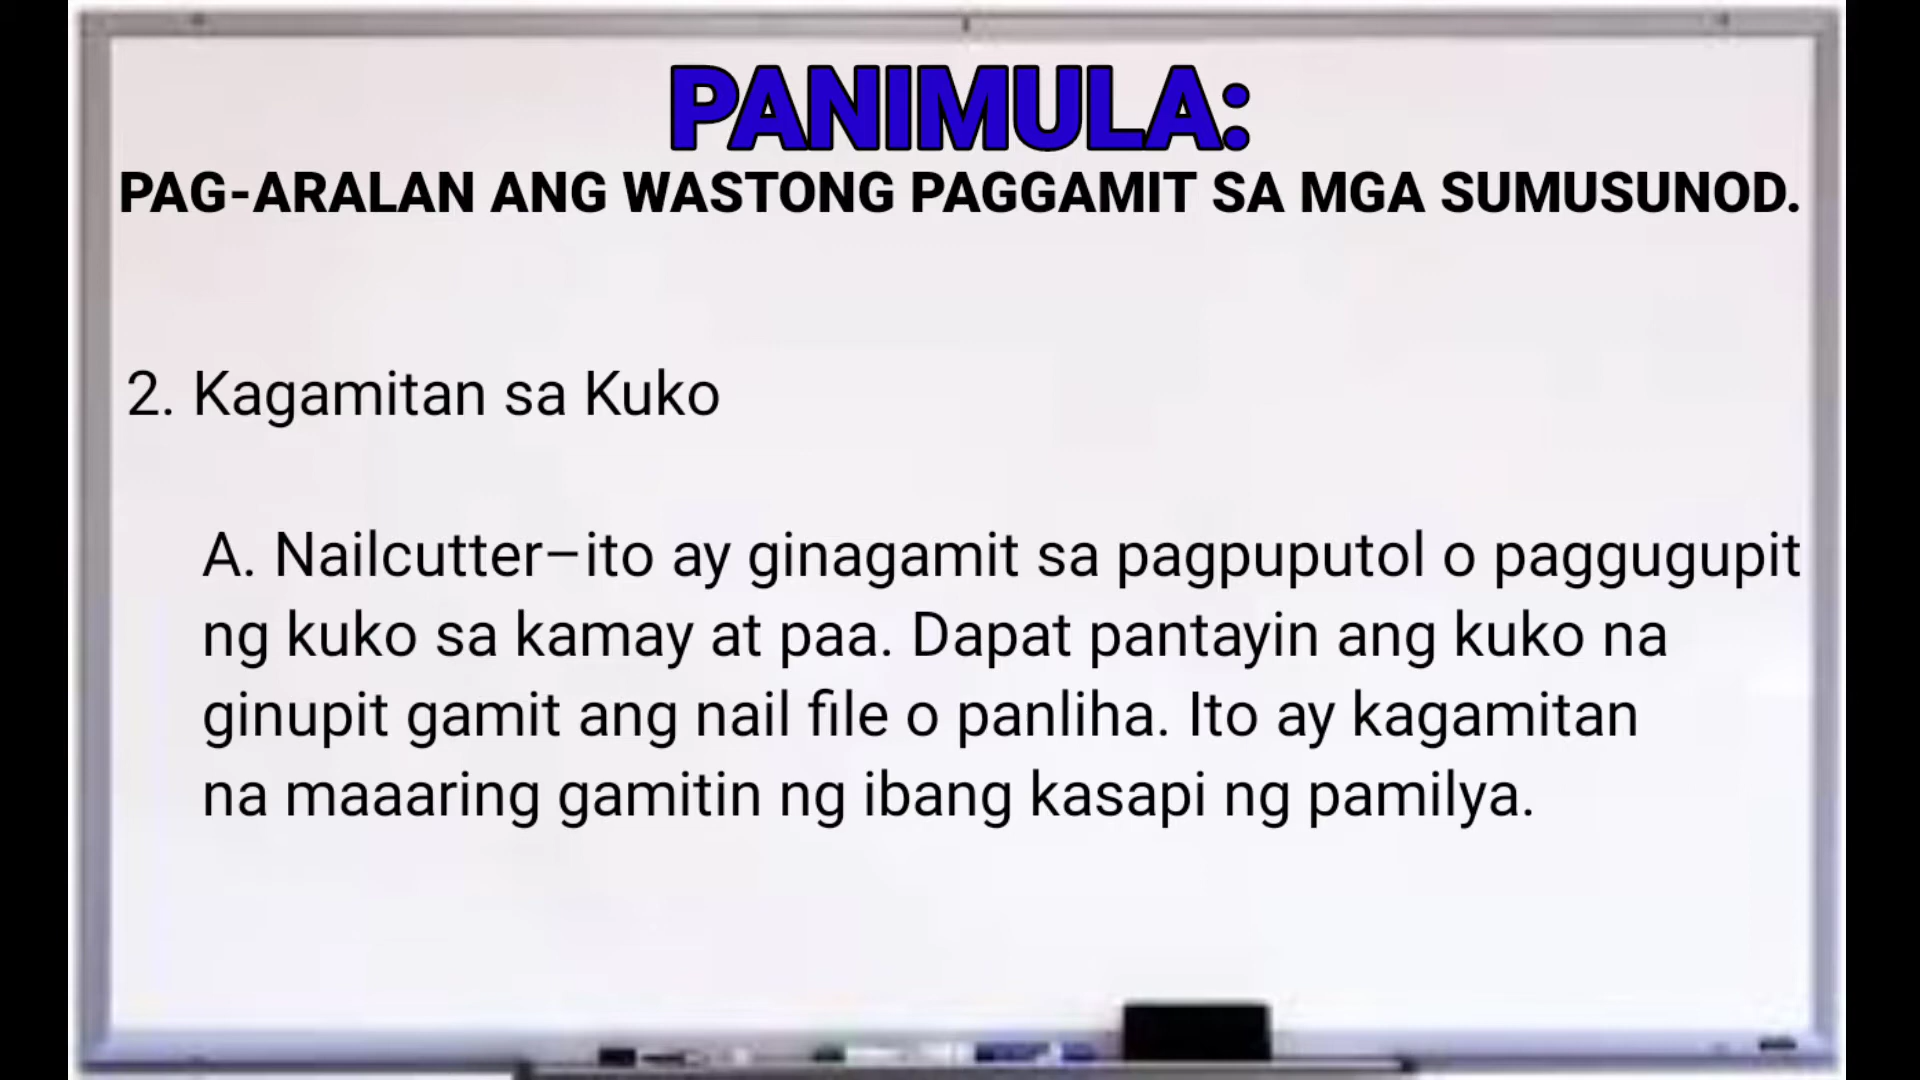 PANIMULA:
PAG-ARALAN ANG WASTONG PAGGAMIT SA MGA SUMUSUNOD.
2. Kagamitan sa Kuko
A. Nailcutter–ito ay ginagamit sa pagpuputol o paggugupit
ng kuko sa kamay at paa. Dapat pantayin ang kuko na
ginupit gamit ang nail file o panliha. Ito ay kagamitan
na maaaring gamitin ng ibang kasapi ng pamilya.